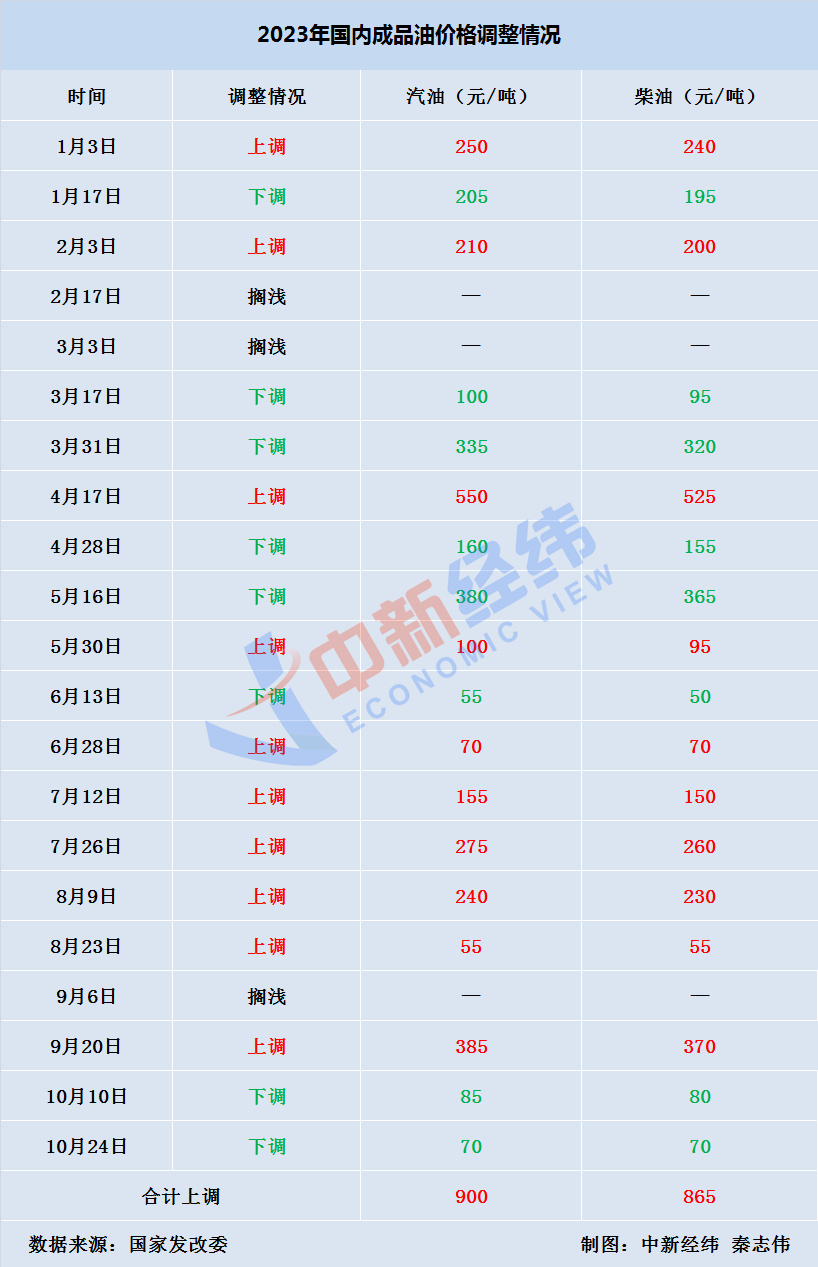 2023年国内成品油价格调整情况
时间 调整情况 汽油（元/吨） 柴油（元/吨）
1月3日 上调 250 240
1月17日 下调 205 195
2月3日 上调 210 200
2月17日 搁浅 — —
3月3日 搁浅 — —
3月17日 下调 100 95
3月31日 下调 335 320
4月17日 上调 550 525
4月28日 下调 160 155
5月16日 下调 380 365
5月30日 上调 100 95
6月13日 下调 55 50
6月28日 上调 70 70
7月12日 上调 155 150
7月26日 上调 275 260
8月9日 上调 240 230
8月23日 上调 55 55
9月6日 搁浅 — —
9月20日 上调 385 370
10月10日 下调 85 80
10月24日 下调 70 70
合计上调 900 865
数据来源：国家发改委 制图：中新经纬 秦志伟
中新经纬
ECONOMIC VIEW